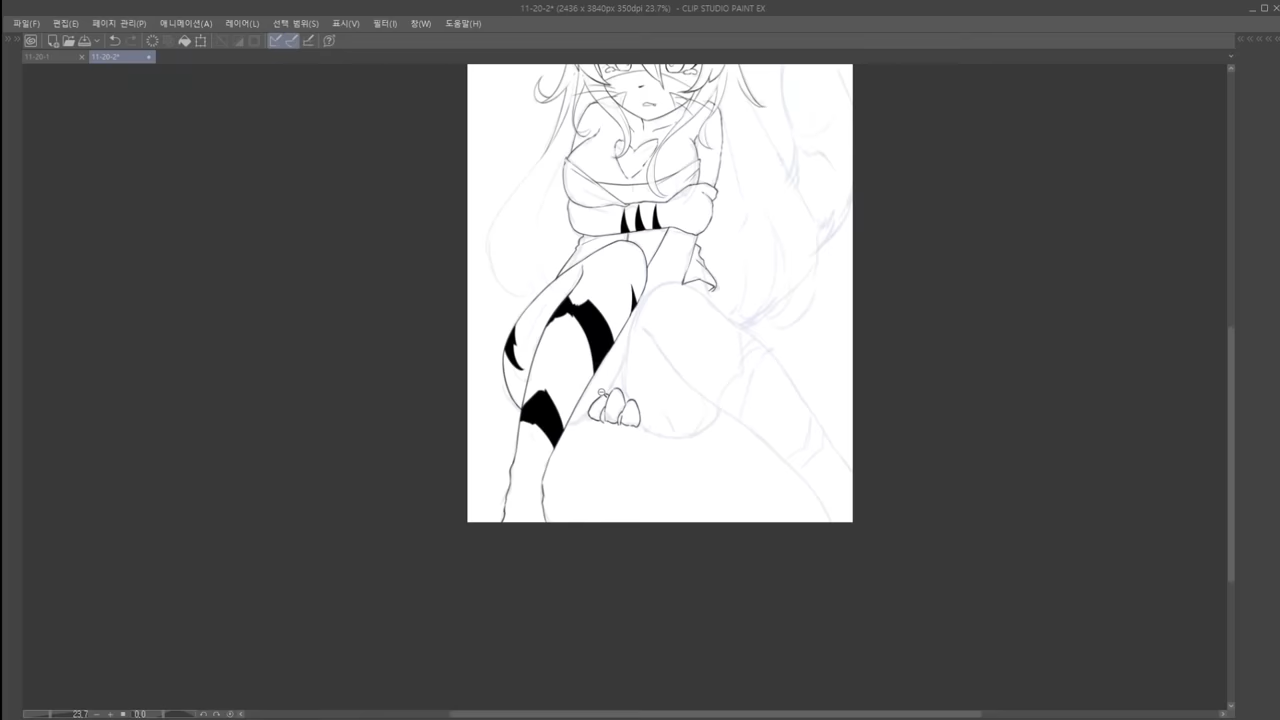 11-20-2* (2436 x 3840px 350dpi 23.7%) - CLIP STUDIO PAINT EX
파일(F) 편집(E) 페이지 관리(P) 애니메이션(A) 레이어(L) 선택 범위(S) 표시(V) 필터(I) 창(W) 도움말(H)
11-20-1 11-20-2*
23.7 0.0